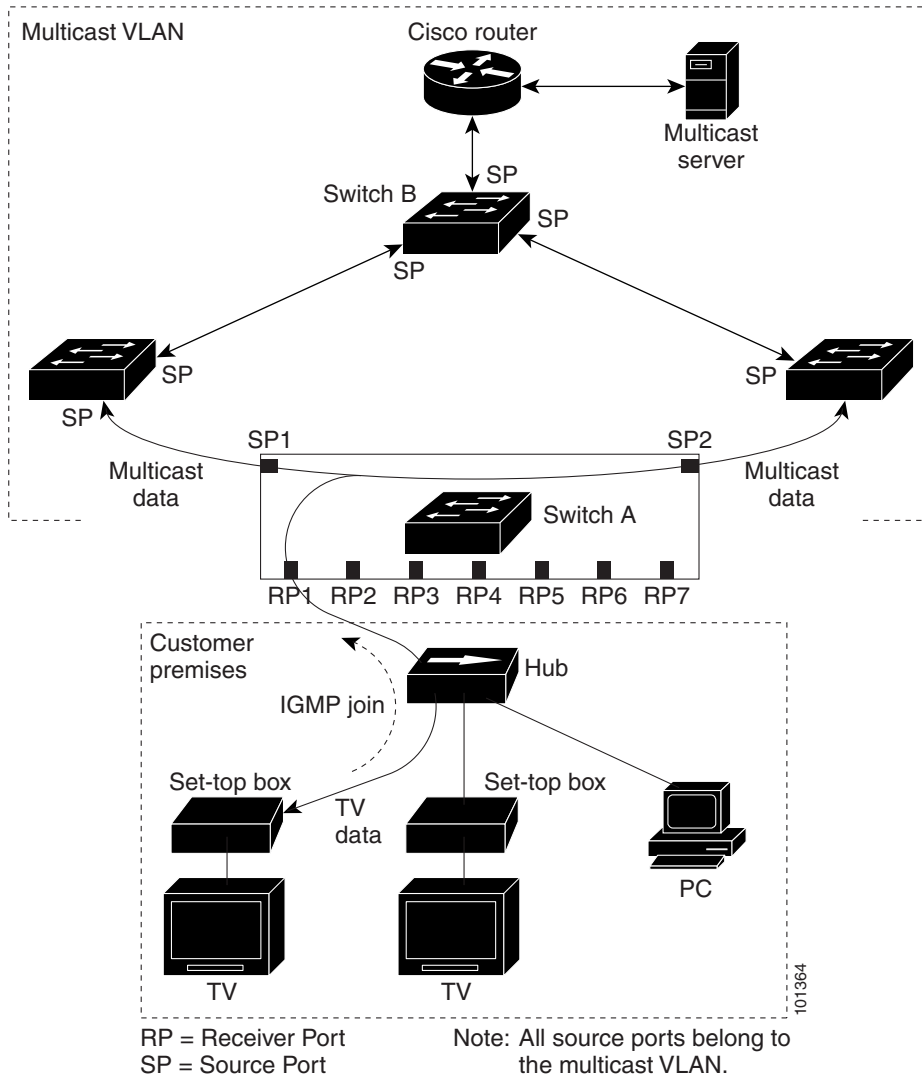 Multicast VLAN
Cisco router
Multicast
server
SP
Switch B
SP
SP
SP
SP
SP
SP1
SP2
Multicast
data
Multicast
data
Switch A
RP1
RP2
RP3
RP4
RP5
RP6
RP7
Customer
premises
Hub
IGMP join
Set-top box
Set-top box
TV
data
PC
TV
TV
101364
RP = Receiver Port
SP = Source Port
Note: All source ports belong to
the multicast VLAN.